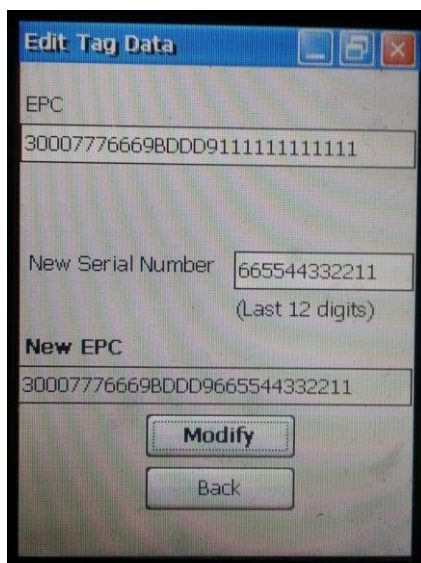 Edit Tag Data
EPC
30007776669BDDD9111111111111
New Serial Number 665544332211
(Last 12 digits)
New EPC
30007776669BDDD9665544332211
Modify
Back